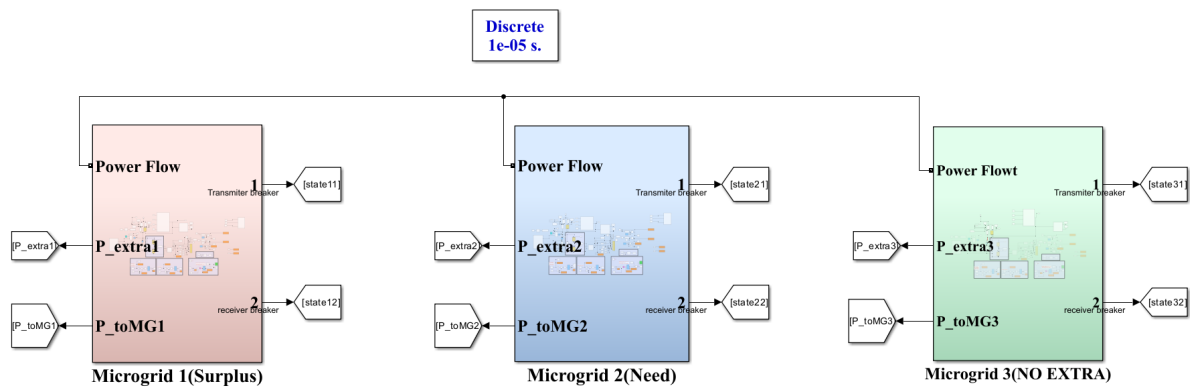 Discrete
1e-05 s.
Power Flow
1
Transmiter breaker
[state11]
[P_extra1]
P_extra1
2
receiver breaker
[state12]
[P_toMG1]
P_toMG1
Microgrid 1(Surplus)
Power Flow
1
Transmiter breaker
[state21]
[P_extra2]
P_extra2
2
receiver breaker
[state22]
[P_toMG2]
P_toMG2
Microgrid 2(Need)
Power Flowt
1
Transmiter breaker
[state31]
[P_extra3]
P_extra3
2
receiver breaker
[state32]
[P_toMG3]
P_toMG3
Microgrid 3(NO EXTRA)